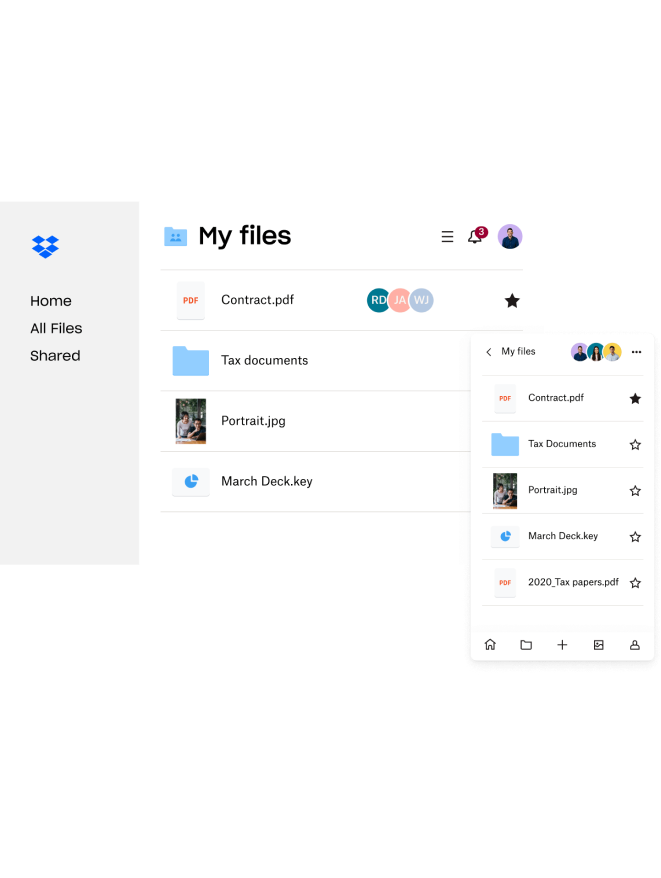 My files
3
Home
All Files
Shared
PDF
Contract.pdf
RD
JA
WJ
Tax documents
Portrait.jpg
March Deck.key
My files
PDF
Contract.pdf
Tax Documents
Portrait.jpg
March Deck.key
PDF
2020_Tax papers.pdf